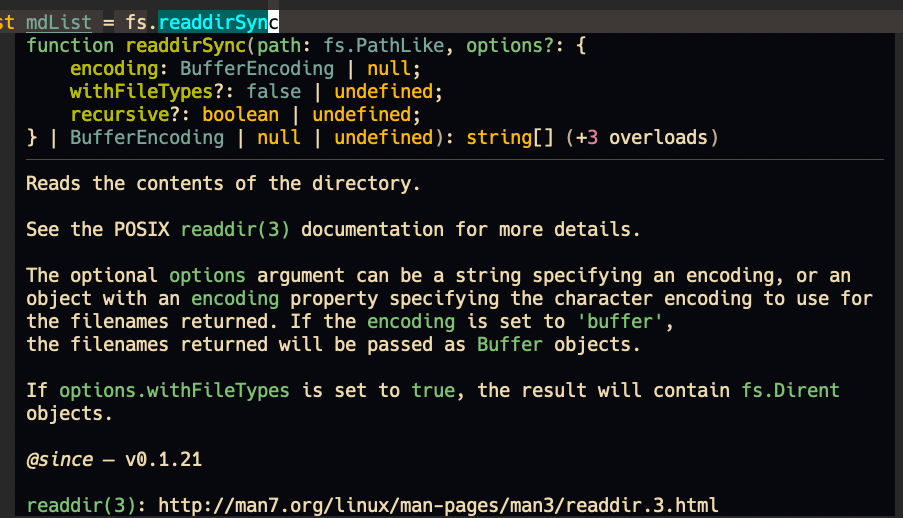 st mdList = fs.readdirSync
function readdirSync(path: fs.PathLike, options?: {
    encoding: BufferEncoding | null;
    withFileTypes?: false | undefined;
    recursive?: boolean | undefined;
} | BufferEncoding | null | undefined): string[] (+3 overloads)
Reads the contents of the directory.
See the POSIX readdir(3) documentation for more details.
The optional options argument can be a string specifying an encoding, or an
object with an encoding property specifying the character encoding to use for
the filenames returned. If the encoding is set to 'buffer',
the filenames returned will be passed as Buffer objects.
If options.withFileTypes is set to true, the result will contain fs.Dirent
objects.
@since — v0.1.21
readdir(3): http://man7.org/linux/man-pages/man3/readdir.3.html